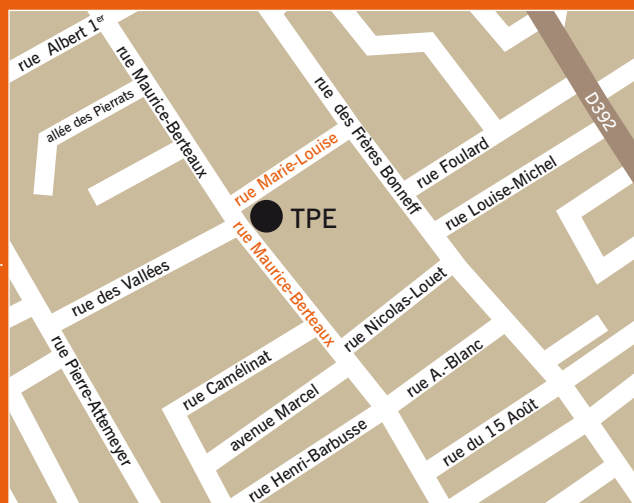 rue Albert 1er
rue Maurice-Berteaux
allée des Pierrats
rue des Frères Bonneff
D392
rue Marie-Louise
rue Foulard
rue Louise-Michel
TPE
rue Maurice-Berteaux
rue des Vallées
rue Nicolas-Louet
rue Pierre-Attemeyer
rue Camélinat
rue A.-Blanc
avenue Marcel
rue du 15 Août
rue Henri-Barbusse